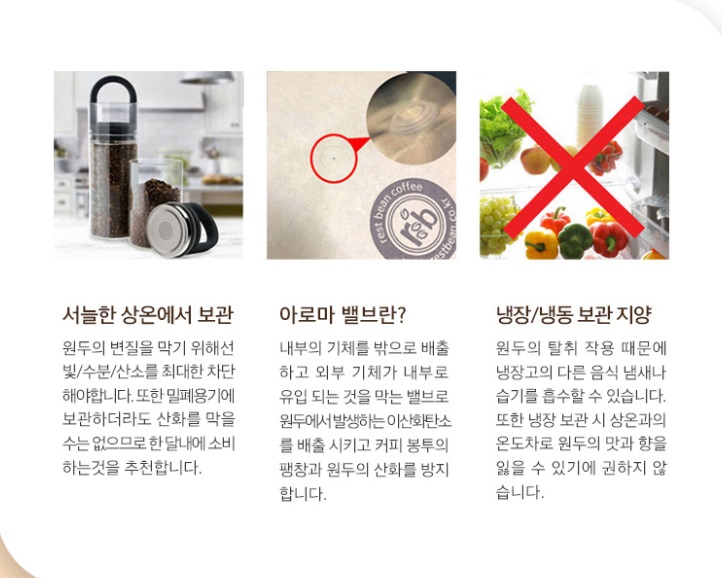 rest bean coffee
r&b
서늘한 상온에서 보관
원두의 변질을 막기 위해선
빛/수분/산소를 최대한 차단
해야합니다. 또한 밀폐용기에
보관하더라도 산화를 막을
수는 없으므로 한 달내에 소비
하는것을 추천합니다.
아로마 밸브란?
내부의 기체를 밖으로 배출
하고 외부 기체가 내부로
유입 되는 것을 막는 밸브로
원두에서 발생하는 이산화탄소
를 배출 시키고 커피 봉투의
팽창과 원두의 산화를 방지
합니다.
냉장/냉동 보관 지양
원두의 탈취 작용 때문에
냉장고의 다른 음식 냄새나
습기를 흡수할 수 있습니다.
또한 냉장 보관 시 상온과의
온도차로 원두의 맛과 향을
잃을 수 있기에 권하지 않
습니다.